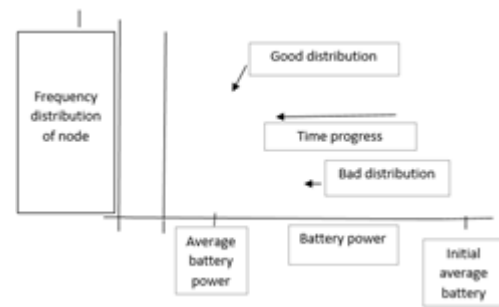 Good distribution
Frequency
distribution
of node
Time progress
Bad distribution
Average
battery
power
Battery power
Initial
average
battery